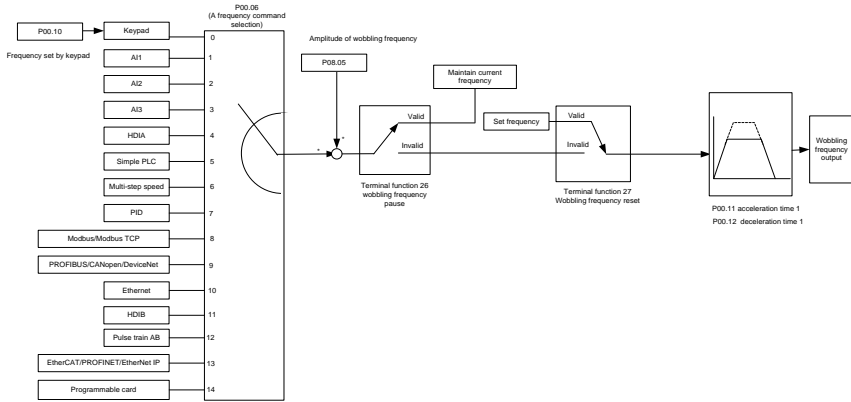 P00.06
(A frequency command
selection)
P00.10
Keypad
0
Frequency set by keypad
AI1
1
AI2
2
AI3
3
HDIA
4
Simple PLC
5
Multi-step speed
6
PID
7
Modbus/Modbus TCP
8
PROFIBUS/CANopen/DeviceNet
9
Ethernet
10
HDIB
11
Pulse train AB
12
EtherCAT/PROFINET/EtherNet IP
13
Programmable card
14
Amplitude of wobbling frequency
P08.05
+
+
Maintain current
frequency
Valid
Invalid
Terminal function 26
wobbling frequency
pause
Set frequency
Valid
Invalid
Terminal function 27
Wobbling frequency reset
P00.11 acceleration time 1
P00.12 deceleration time 1
Wobbling
frequency
output